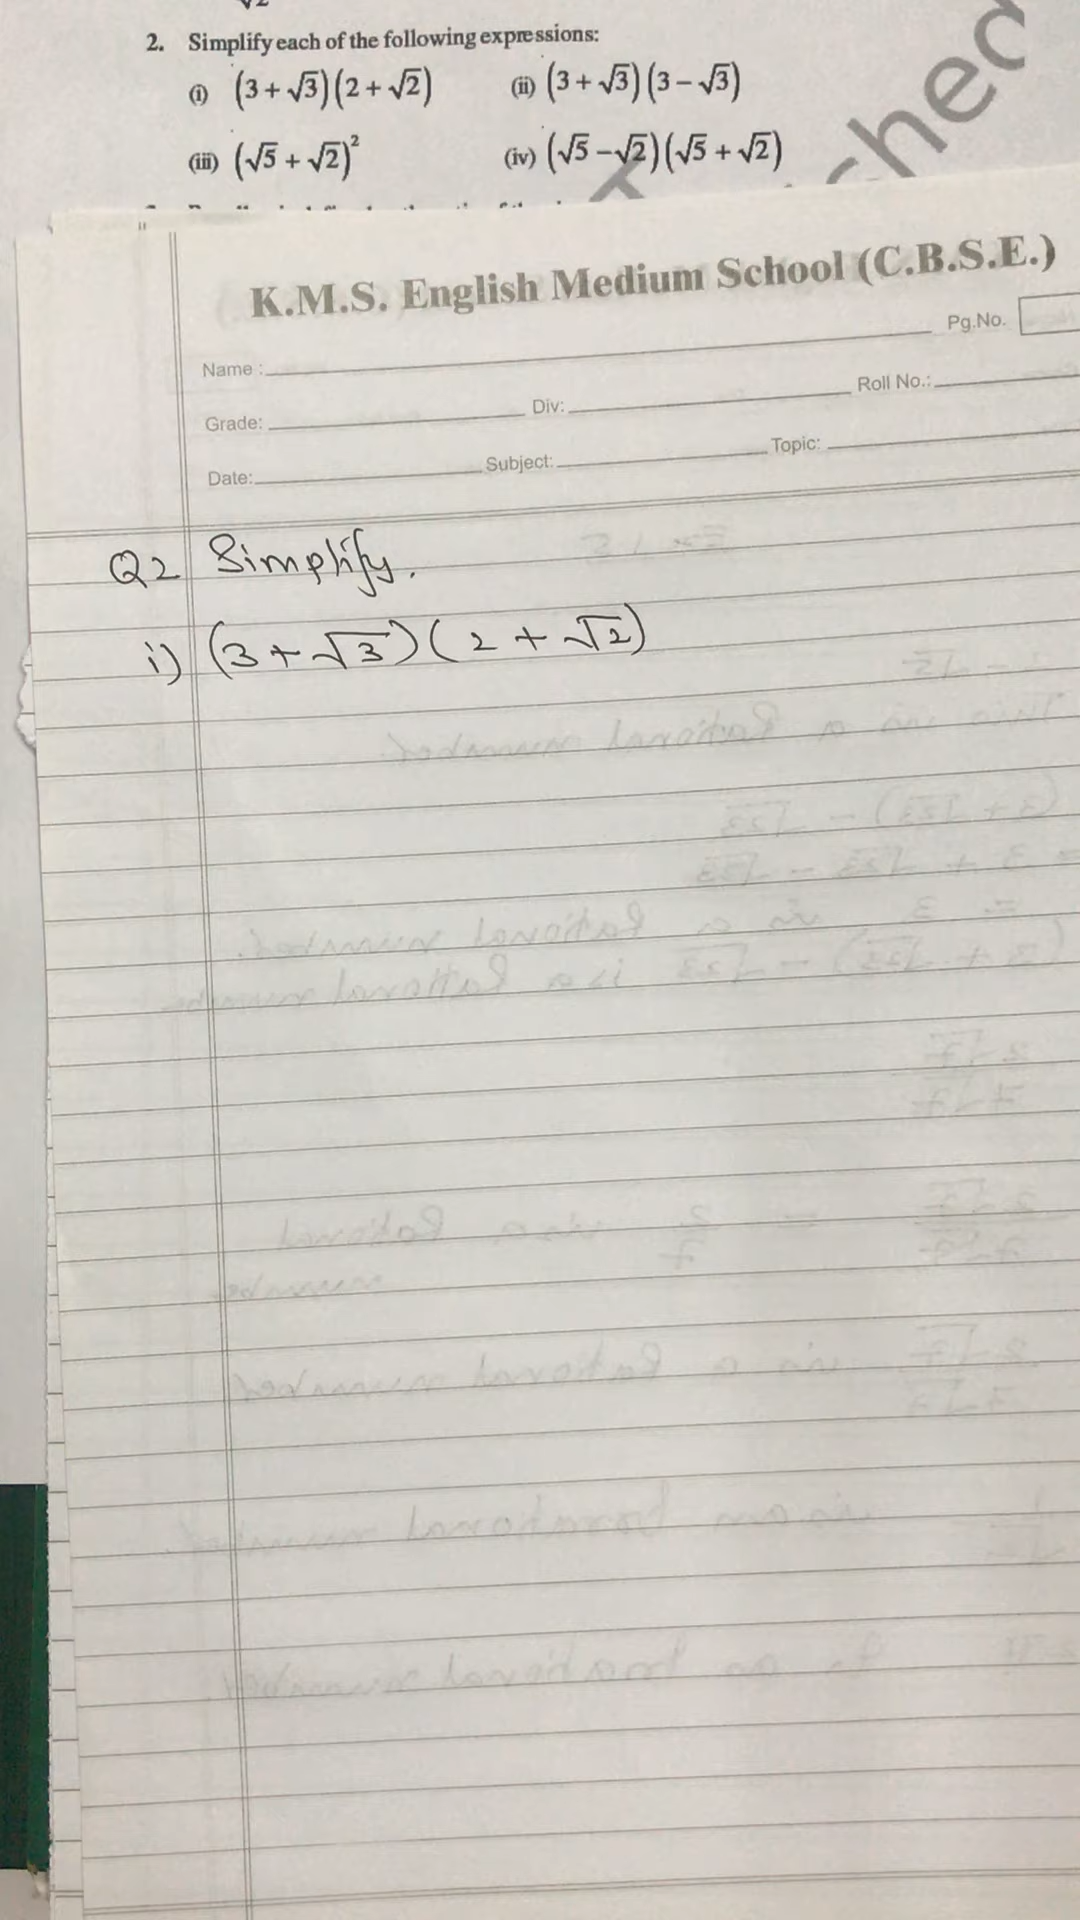 2. Simplify each of the following expressions:
(i) (3 + √3)(2 + √2) (ii) (3 + √3)(3 − √3)
(iii) (√5 + √2)² (iv) (√5 − √2)(√5 + √2)
K.M.S. English Medium School (C.B.S.E.)
Pg.No.
Name :
Roll No.:
Grade: Div:
Date: Subject: Topic:
Q2 Simplify.
i) (3 + √3)(2 + √2)